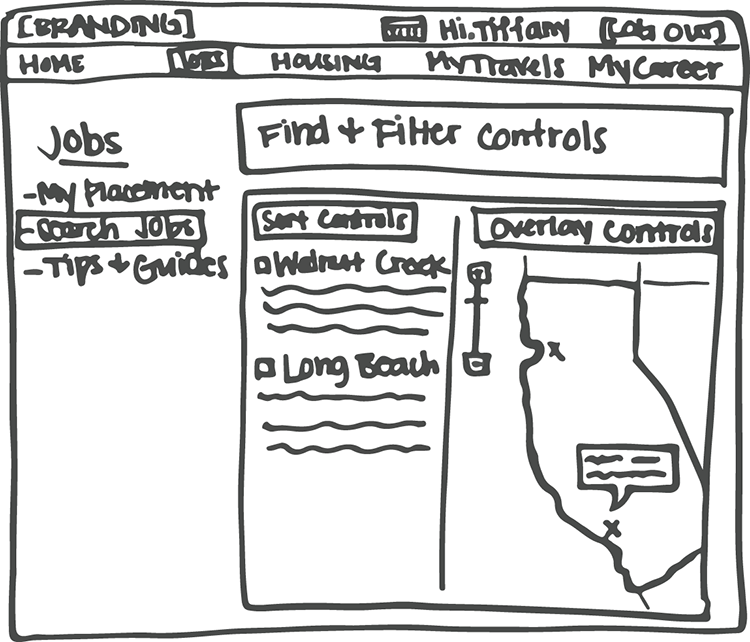 [BRANDING] Hi, Tiffany [Log Out]
HOME Jobs HOUSING MyTravels MyCareer
Jobs
- My Placement
- Search Jobs
- Tips + Guides
Find + Filter Controls
Sort Controls
Walnut Creek
Long Beach
Overlay Controls
x
x